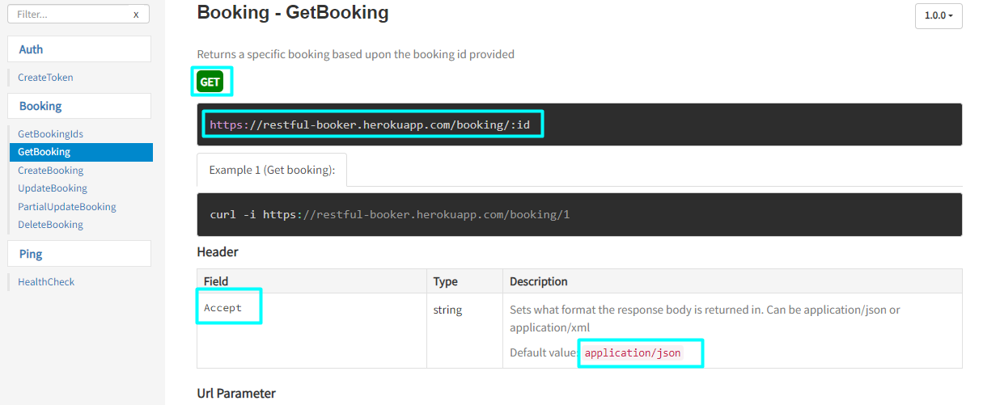 Filter...
x
Auth
CreateToken
Booking
GetBookingIds
GetBooking
CreateBooking
UpdateBooking
PartialUpdateBooking
DeleteBooking
Ping
HealthCheck
Booking - GetBooking
1.0.0
Returns a specific booking based upon the booking id provided
GET
https://restful-booker.herokuapp.com/booking/:id
Example 1 (Get booking):
curl -i https://restful-booker.herokuapp.com/booking/1
Header
Field Type Description
Accept string Sets what format the response body is returned in. Can be application/json or
application/xml
Default value: application/json
Url Parameter